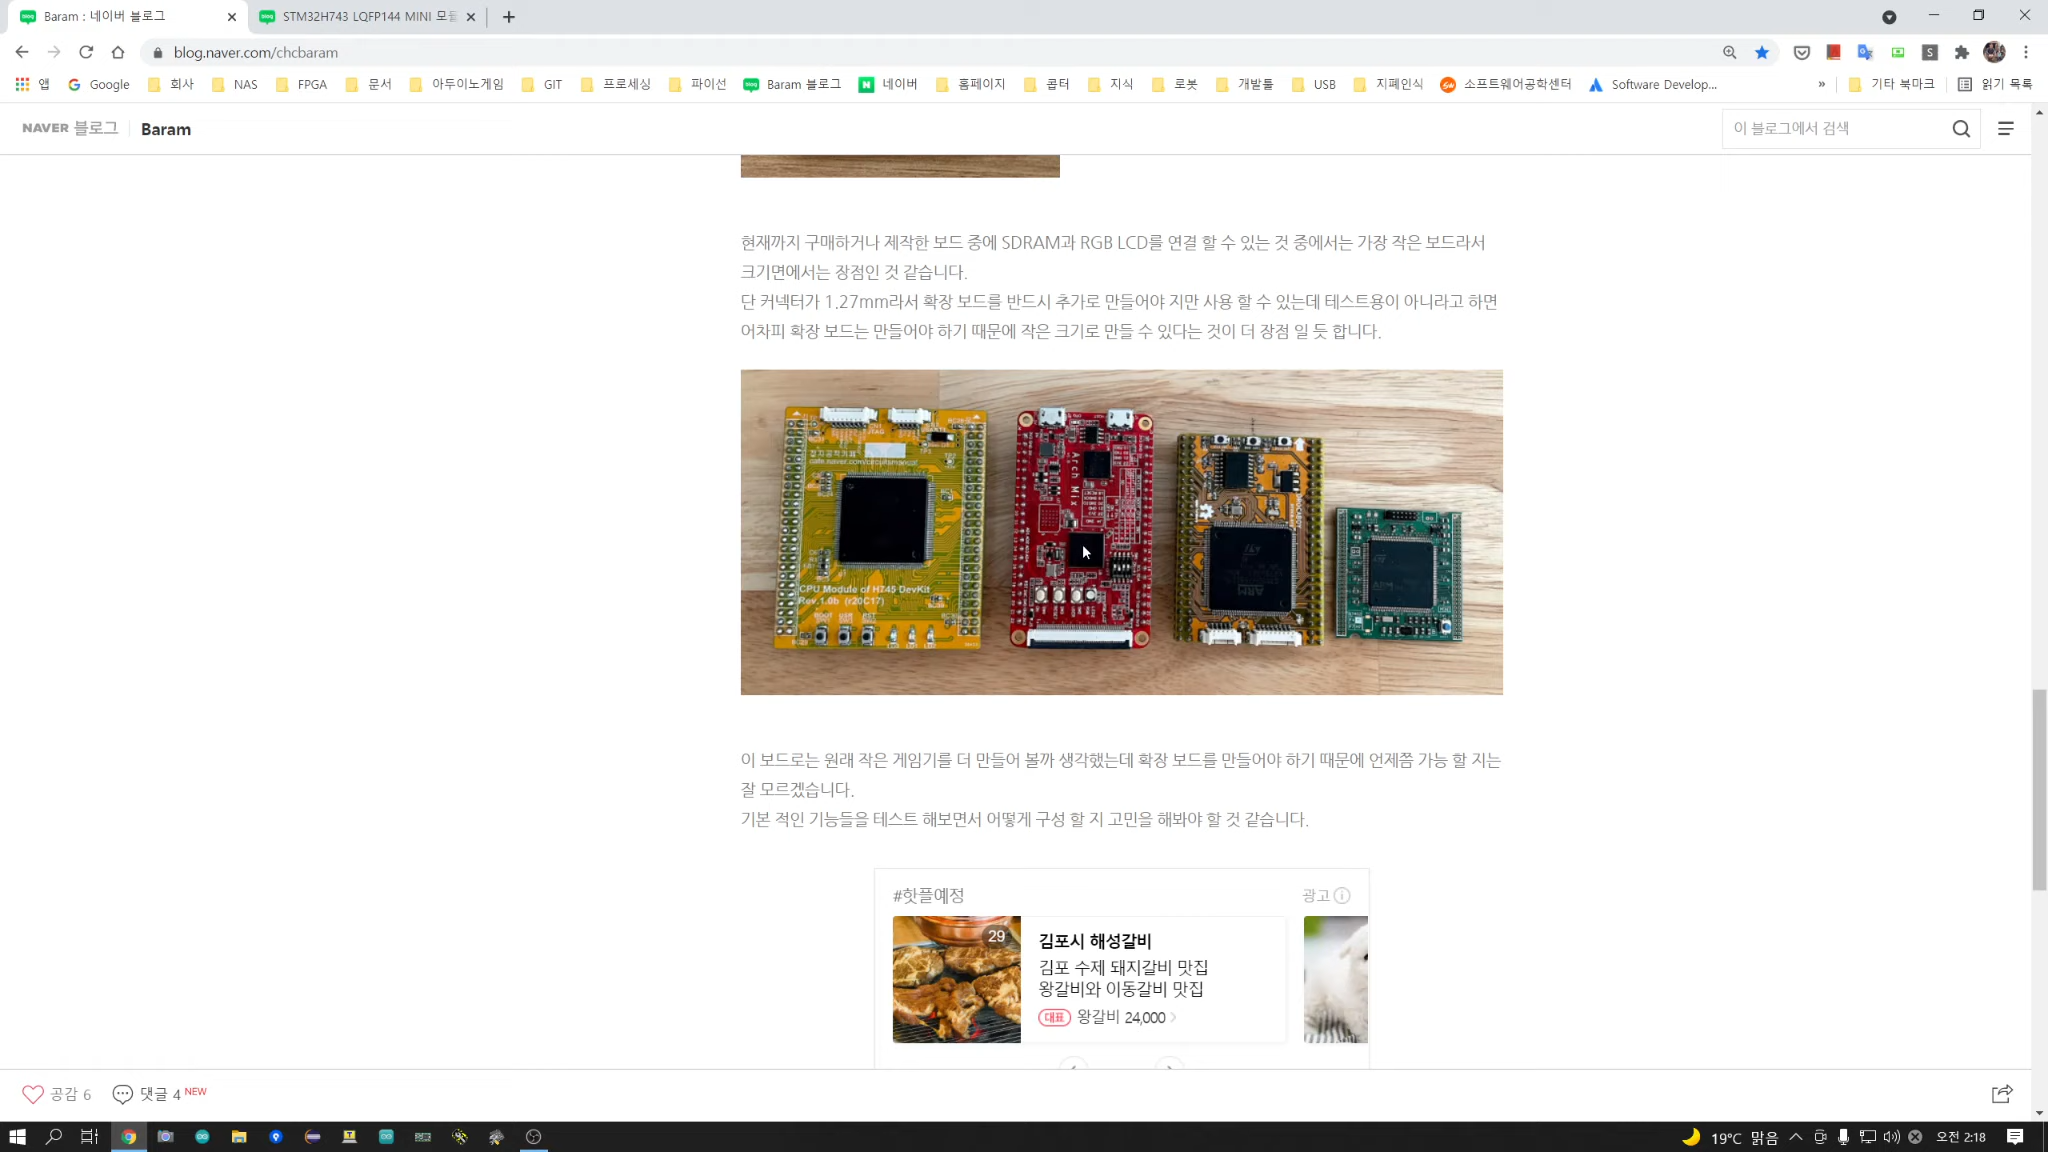 Baram : 네이버 블로그
STM32H743 LQFP144 MINI 모듈
blog.naver.com/chcbaram
앱 Google 회사 NAS FPGA 문서 아두이노게임 GIT 프로세싱 파이선 Baram 블로그 네이버 홈페이지 콥터 지식 로봇 개발툴 USB 지폐인식 소프트웨어공학센터 Software Develop... » 기타 북마크 읽기 목록
NAVER 블로그 Baram
이 블로그에서 검색
현재까지 구매하거나 제작한 보드 중에 SDRAM과 RGB LCD를 연결 할 수 있는 것 중에서는 가장 작은 보드라서
크기면에서는 장점인 것 같습니다.
단 커넥터가 1.27mm라서 확장 보드를 반드시 추가로 만들어야 지만 사용 할 수 있는데 테스트용이 아니라고 하면
어차피 확장 보드는 만들어야 하기 때문에 작은 크기로 만들 수 있다는 것이 더 장점 일 듯 합니다.
CPU Module of H745 DevKit
Rev.1.0b (r20C17)
Arch Mix
ARM
이 보드로는 원래 작은 게임기를 더 만들어 볼까 생각했는데 확장 보드를 만들어야 하기 때문에 언제쯤 가능 할 지는
잘 모르겠습니다.
기본 적인 기능들을 테스트 해보면서 어떻게 구성 할 지 고민을 해봐야 할 것 같습니다.
#핫플예정 광고
29
김포시 해성갈비
김포 수제 돼지갈비 맛집
왕갈비와 이동갈비 맛집
대표 왕갈비 24,000
공감 6 댓글 4 NEW
19°C 맑음 오전 2:18